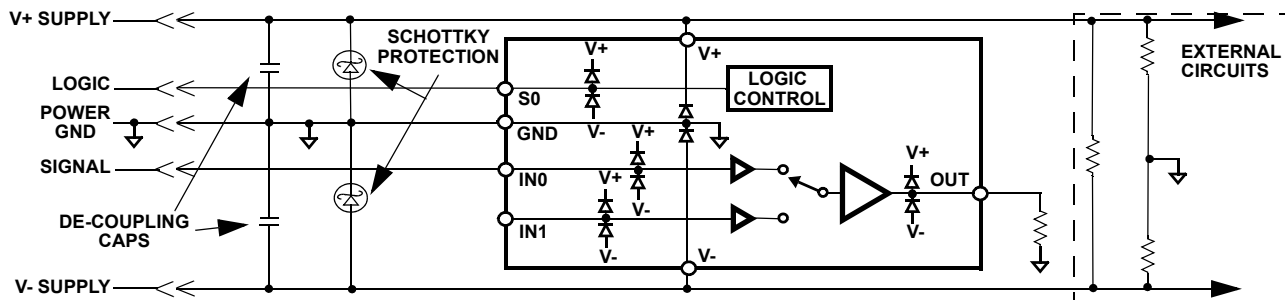 V+ SUPPLY
LOGIC
POWER
GND
SIGNAL
DE-COUPLING
CAPS
V- SUPPLY
SCHOTTKY
PROTECTION
V+
V+
S0
V-
LOGIC
CONTROL
GND
V+
IN0
V-
V+
IN1
V-
V+
OUT
V-
V-
EXTERNAL
CIRCUITS